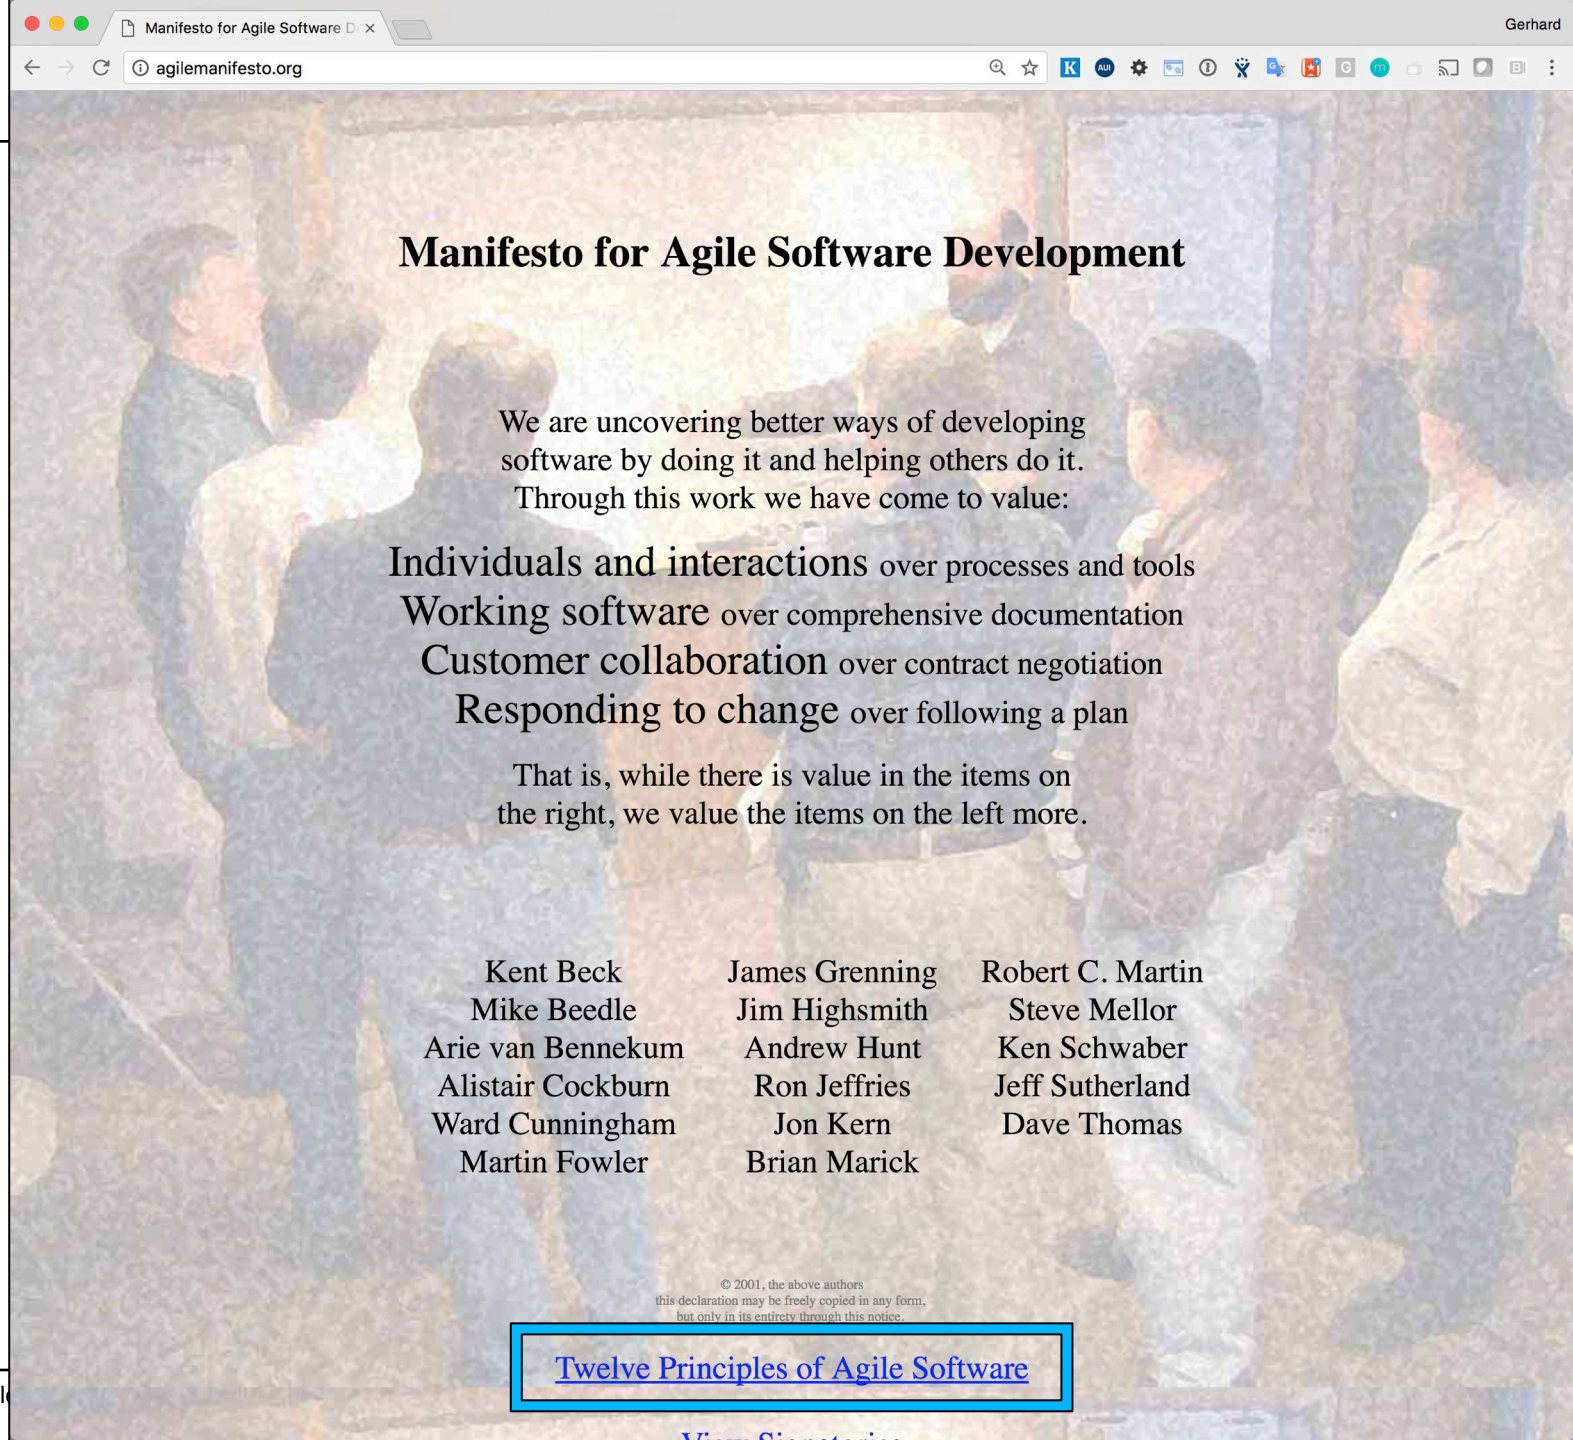 Manifesto for Agile Software D
Gerhard
agilemanifesto.org
K
AUI
G
m
B
Manifesto for Agile Software Development
We are uncovering better ways of developing
software by doing it and helping others do it.
Through this work we have come to value:
Individuals and interactions over processes and tools
Working software over comprehensive documentation
Customer collaboration over contract negotiation
Responding to change over following a plan
That is, while there is value in the items on
the right, we value the items on the left more.
Kent Beck
Mike Beedle
Arie van Bennekum
Alistair Cockburn
Ward Cunningham
Martin Fowler
James Grenning
Jim Highsmith
Andrew Hunt
Ron Jeffries
Jon Kern
Brian Marick
Robert C. Martin
Steve Mellor
Ken Schwaber
Jeff Sutherland
Dave Thomas
© 2001, the above authors
this declaration may be freely copied in any form,
but only in its entirety through this notice.
Twelve Principles of Agile Software
View Signatories